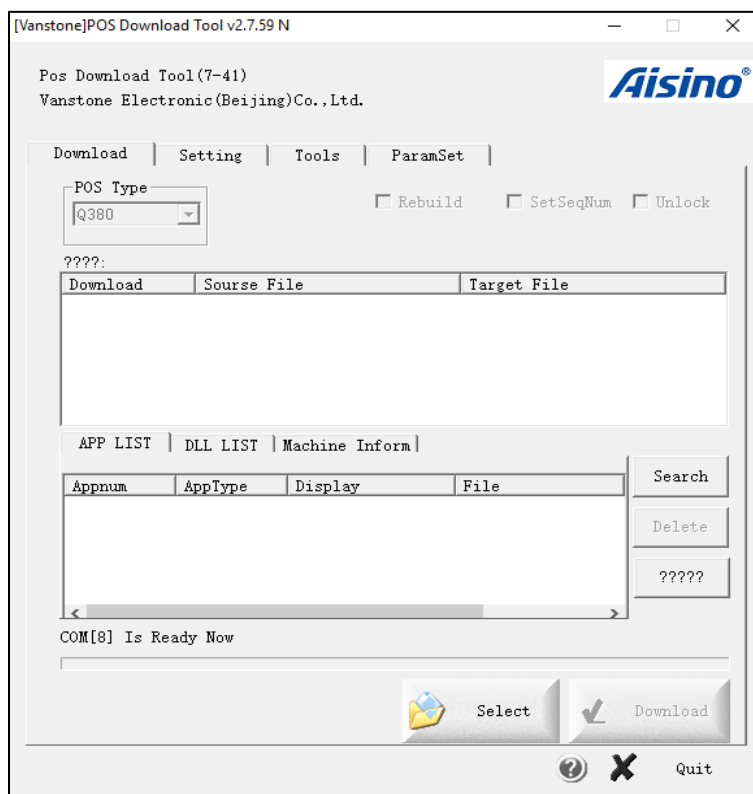 [Vanstone]POS Download Tool v2.7.59 N
Pos Download Tool(7-41)
Vanstone Electronic(Beijing)Co.,Ltd.
Aisino®
Download Setting Tools ParamSet
POS Type
Q380
Rebuild SetSeqNum Unlock
????:
Download Sourse File Target File
APP LIST DLL LIST Machine Inform
Appnum AppType Display File
Search
Delete
?????
COM[8] Is Ready Now
Select Download
? Quit